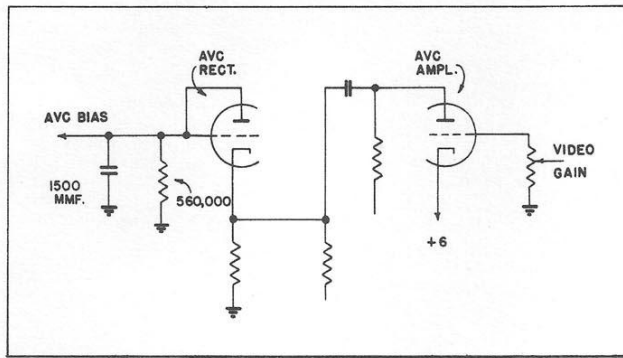 AVC
RECT.
AVC
AMPL.
AVC BIAS
1500
MMF.
560,000
VIDEO
GAIN
+6